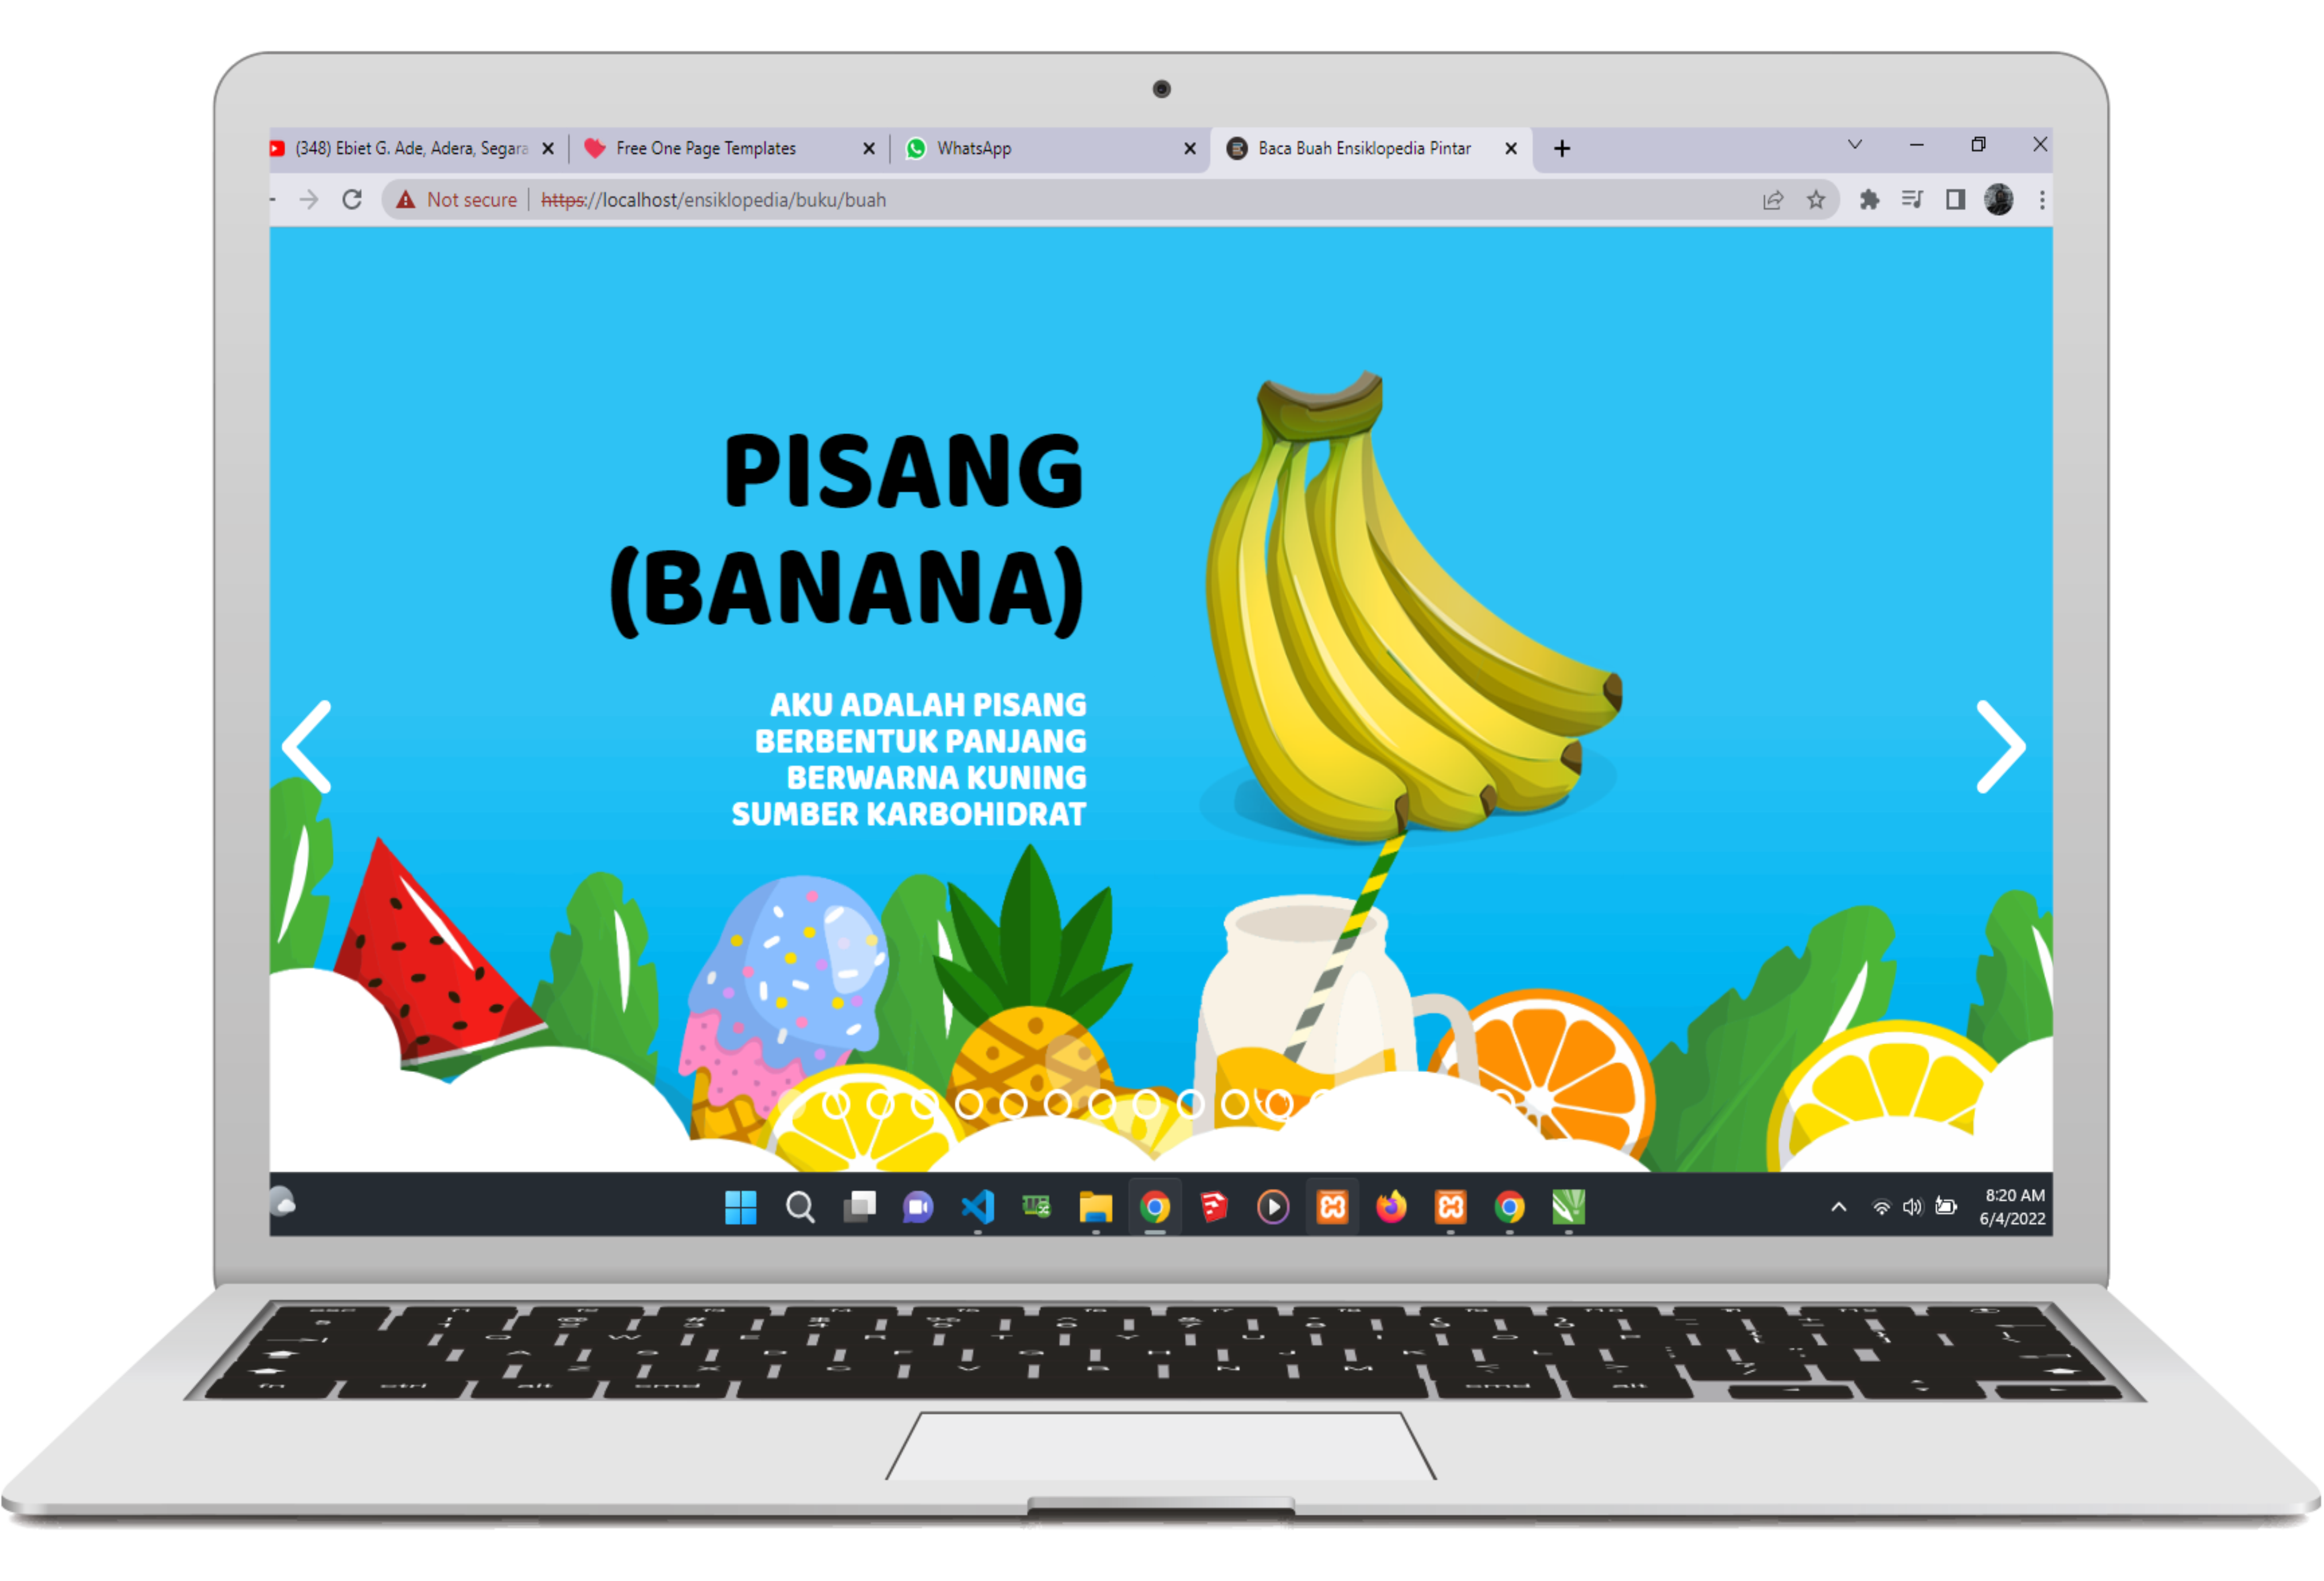 (348) Ebiet G. Ade, Adera, Segara
Free One Page Templates
WhatsApp
Baca Buah Ensiklopedia Pintar
Not secure
https://localhost/ensiklopedia/buku/buah
PISANG
(BANANA)
AKU ADALAH PISANG
BERBENTUK PANJANG
BERWARNA KUNING
SUMBER KARBOHIDRAT
8:20 AM
6/4/2022